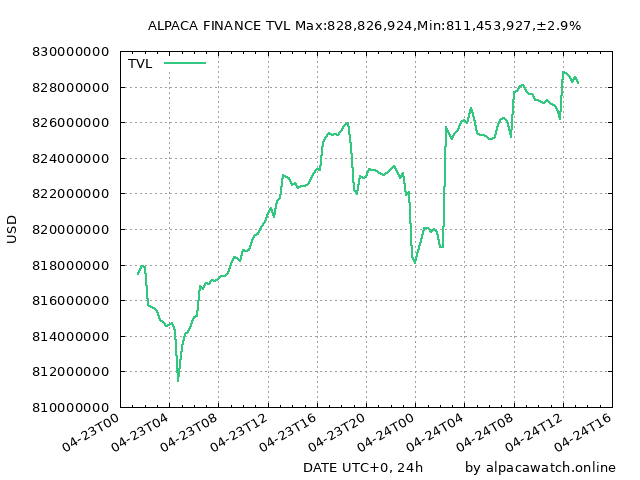 ALPACA FINANCE TVL Max:828,826,924,Min:811,453,927,±2.9%
TVL
830000000
828000000
826000000
824000000
822000000
820000000
818000000
816000000
814000000
812000000
810000000
USD
04-23T00
04-23T04
04-23T08
04-23T12
04-23T16
04-23T20
04-24T00
04-24T04
04-24T08
04-24T12
04-24T16
DATE UTC+0, 24h
by alpacawatch.online